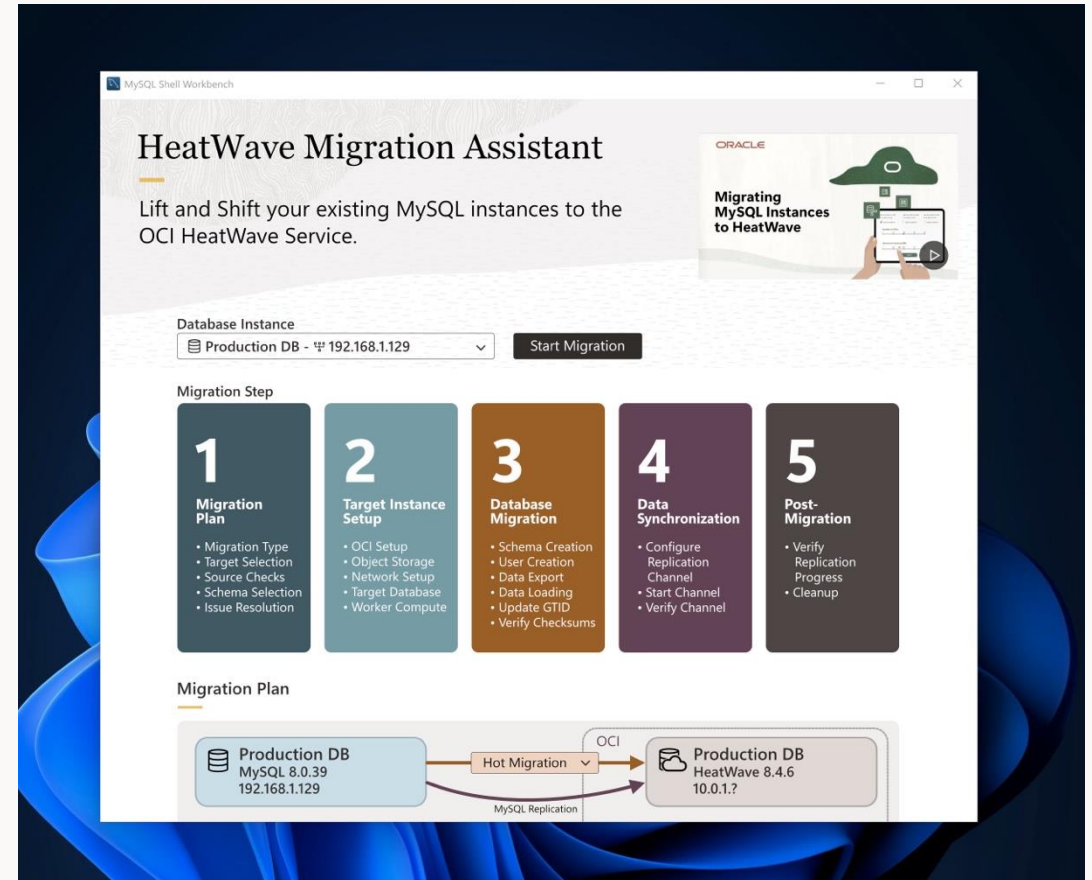 MySQL Shell Workbench
HeatWave Migration Assistant
Lift and Shift your existing MySQL instances to the
OCI HeatWave Service.
ORACLE
Migrating
MySQL Instances
to HeatWave
Database Instance
Production DB - 192.168.1.129
Start Migration
Migration Step
1
Migration
Plan
• Migration Type
• Target Selection
• Source Checks
• Schema Selection
• Issue Resolution
2
Target Instance
Setup
• OCI Setup
• Object Storage
• Network Setup
• Target Database
• Worker Compute
3
Database
Migration
• Schema Creation
• User Creation
• Data Export
• Data Loading
• Update GTID
• Verify Checksums
4
Data
Synchronization
• Configure
Replication
Channel
• Start Channel
• Verify Channel
5
Post-
Migration
• Verify
Replication
Progress
• Cleanup
Migration Plan
Production DB
MySQL 8.0.39
192.168.1.129
Hot Migration
MySQL Replication
OCI
Production DB
HeatWave 8.4.6
10.0.1.?